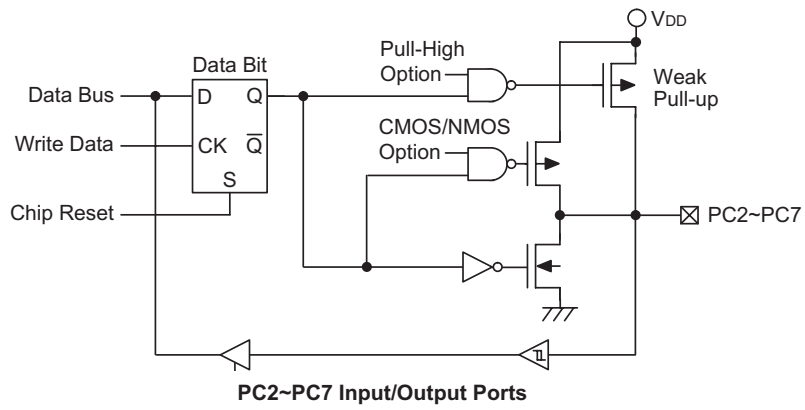 VDD
Pull-High
Option
Weak
Pull-up
Data Bit
Data Bus
D
Q
Write Data
CK
Q̅
CMOS/NMOS
Option
S
Chip Reset
PC2~PC7
PC2~PC7 Input/Output Ports